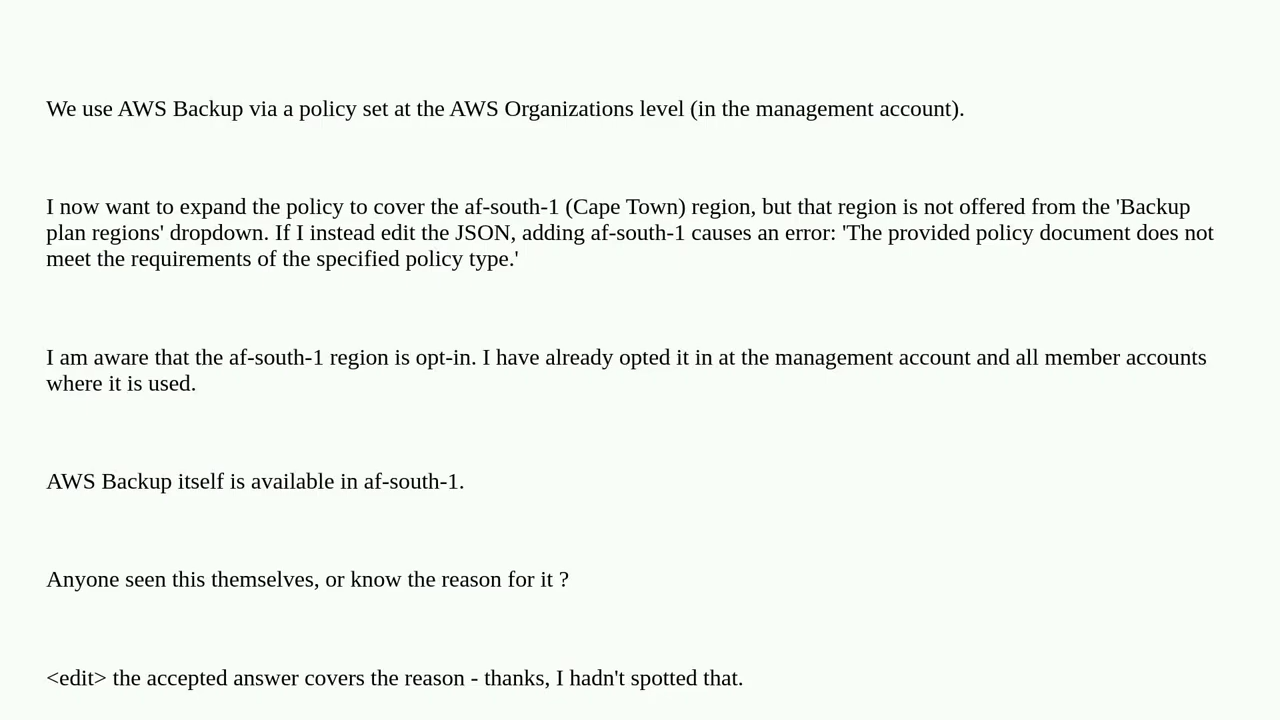 We use AWS Backup via a policy set at the AWS Organizations level (in the management account).
I now want to expand the policy to cover the af-south-1 (Cape Town) region, but that region is not offered from the 'Backup
plan regions' dropdown. If I instead edit the JSON, adding af-south-1 causes an error: 'The provided policy document does not
meet the requirements of the specified policy type.'
I am aware that the af-south-1 region is opt-in. I have already opted it in at the management account and all member accounts
where it is used.
AWS Backup itself is available in af-south-1.
Anyone seen this themselves, or know the reason for it ?
<edit> the accepted answer covers the reason - thanks, I hadn't spotted that.